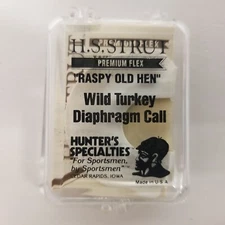 H.S. STRUT
PREMIUM FLEX
"RASPY OLD HEN"
Wild Turkey
Diaphragm Call
HUNTER'S
SPECIALTIES
"For Sportsmen,
by Sportsmen"™
CEDAR RAPIDS, IOWA
Made in U.S.A.